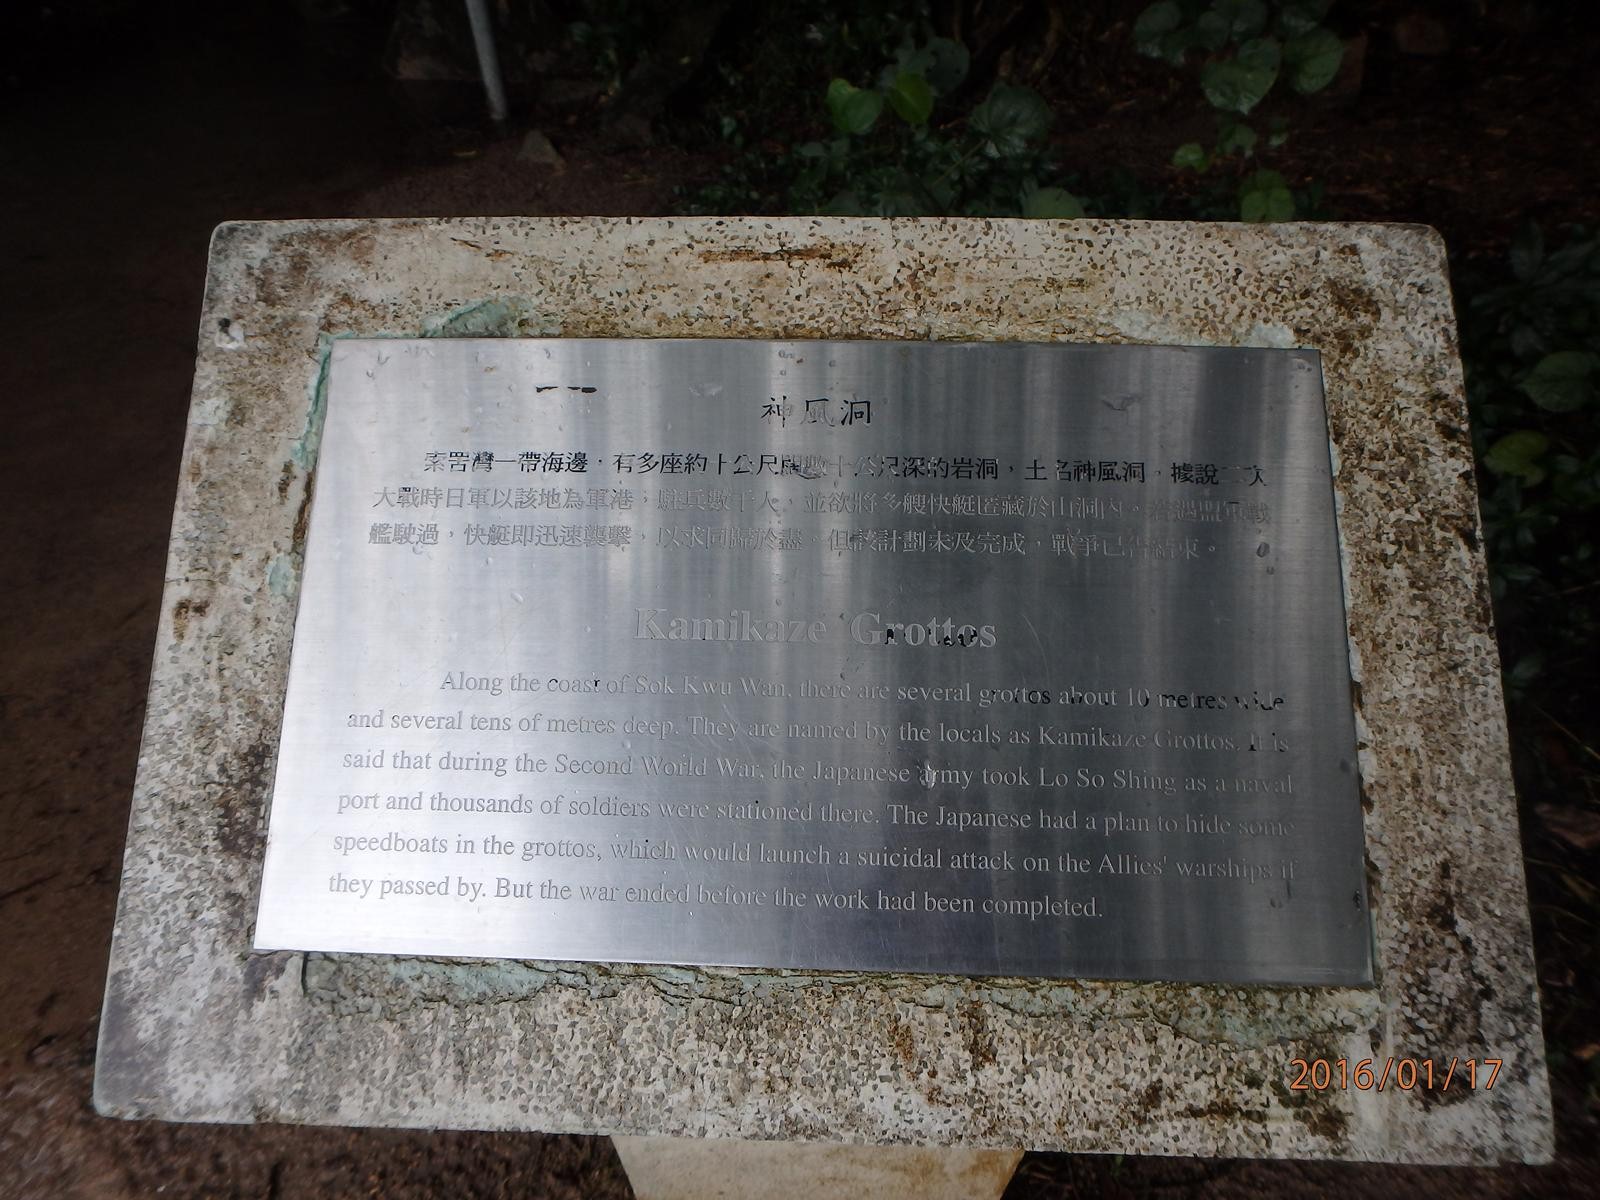 神風洞
索罟灣一帶海邊，有多座約十公尺闊數十公尺深的岩洞，土名神風洞。據說二次
大戰時日軍以該地為軍港，駐兵數千人，並欲將多艘快艇匿藏於山洞內。若遇盟軍戰
艦駛過，快艇即迅速襲擊，以求同歸於盡。但該計劃未及完成，戰爭已告結束。
Kamikaze Grottos
Along the coast of Sok Kwu Wan, there are several grottos about 10 metres wide
and several tens of metres deep. They are named by the locals as Kamikaze Grottos. It is
said that during the Second World War, the Japanese army took Lo So Shing as a naval
port and thousands of soldiers were stationed there. The Japanese had a plan to hide some
speedboats in the grottos, which would launch a suicidal attack on the Allies' warships if
they passed by. But the war ended before the work had been completed.
2016/01/17